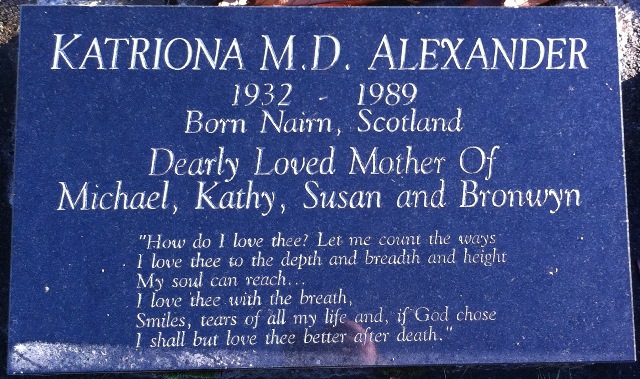 KATRIONA M.D. ALEXANDER
1932 - 1989
Born Nairn, Scotland
Dearly Loved Mother Of
Michael, Kathy, Susan and Bronwyn
"How do I love thee? Let me count the ways
I love thee to the depth and breadth and height
My soul can reach...
I love thee with the breath,
Smiles, tears of all my life and, if God chose
I shall but love thee better after death."